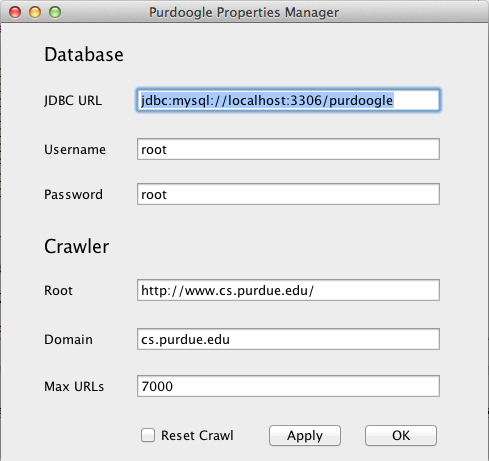 Purdoogle Properties Manager
Database
JDBC URL jdbc:mysql://localhost:3306/purdoogle
Username root
Password root
Crawler
Root http://www.cs.purdue.edu/
Domain cs.purdue.edu
Max URLs 7000
Reset Crawl Apply OK